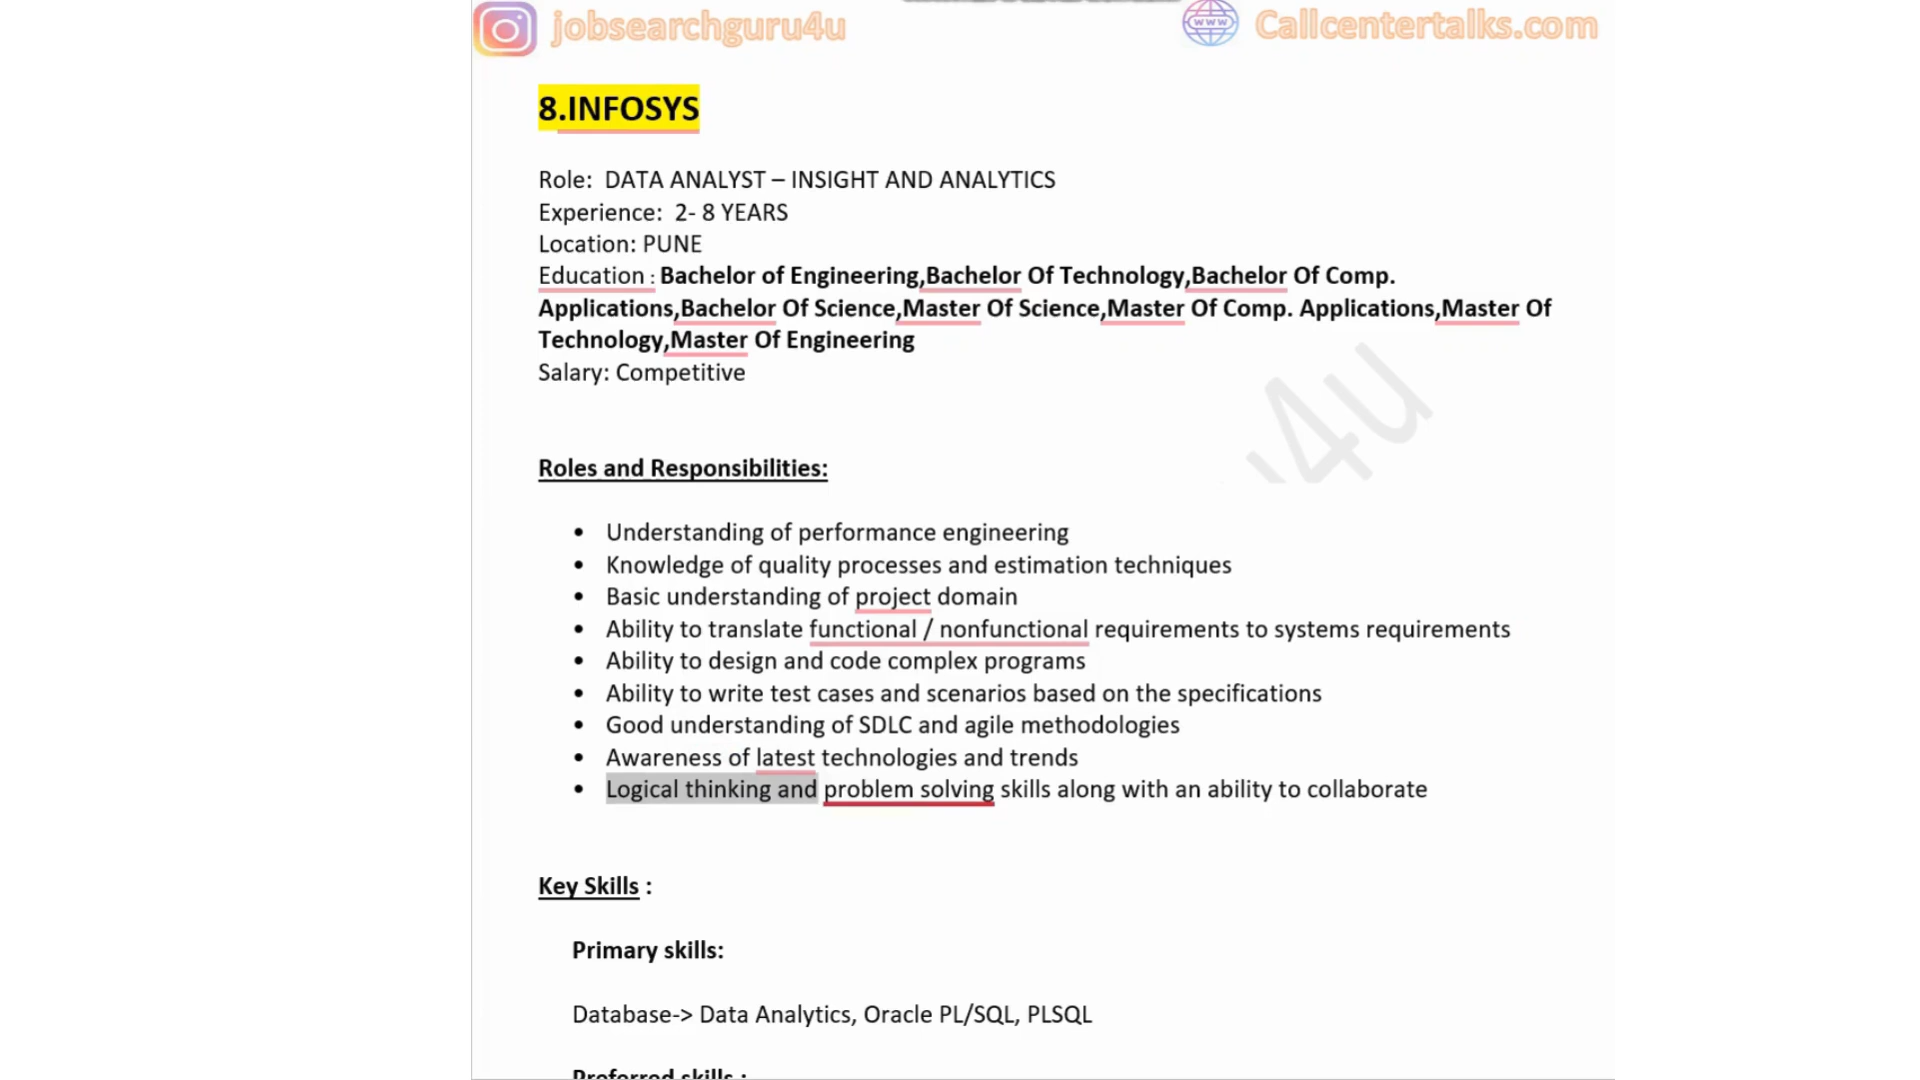 jobsearchguru4u
www
Callcentertalks.com
8.INFOSYS
Role: DATA ANALYST – INSIGHT AND ANALYTICS
Experience: 2- 8 YEARS
Location: PUNE
Education : Bachelor of Engineering,Bachelor Of Technology,Bachelor Of Comp.
Applications,Bachelor Of Science,Master Of Science,Master Of Comp. Applications,Master Of
Technology,Master Of Engineering
Salary: Competitive
4u
Roles and Responsibilities:
• Understanding of performance engineering
• Knowledge of quality processes and estimation techniques
• Basic understanding of project domain
• Ability to translate functional / nonfunctional requirements to systems requirements
• Ability to design and code complex programs
• Ability to write test cases and scenarios based on the specifications
• Good understanding of SDLC and agile methodologies
• Awareness of latest technologies and trends
• Logical thinking and problem solving skills along with an ability to collaborate
Key Skills :
Primary skills:
Database-> Data Analytics, Oracle PL/SQL, PLSQL
Preferred skills :